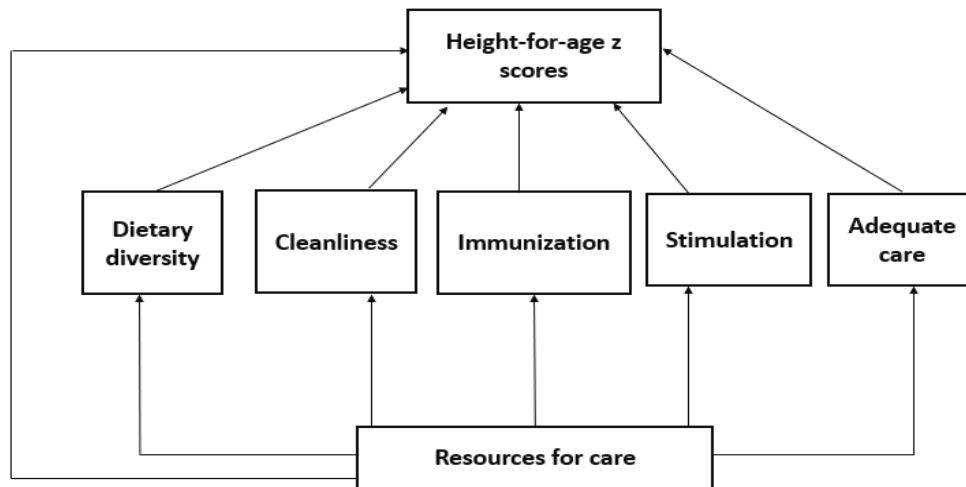 Height-for-age z
scores
Dietary
diversity
Cleanliness
Immunization
Stimulation
Adequate
care
Resources for care